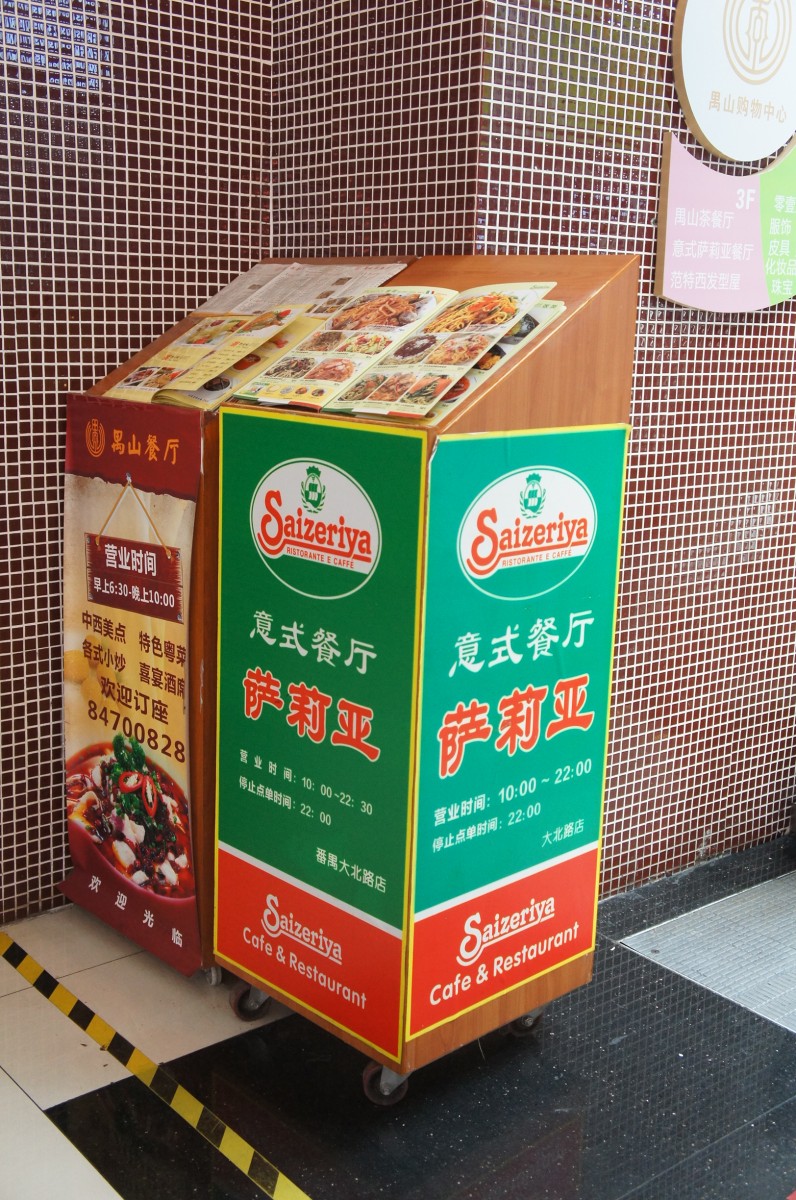 禺山餐厅
营业时间
早上6:30-晚上10:00
中西美点 特色粤菜
各式小炒 喜宴酒席
欢迎订座
84700828
欢迎光临
Saizeriya
RISTORANTE E CAFFÉ
意式餐厅
萨莉亚
营 业 时 间：10：00~22：30
停止点单时间：22：00
番禺大北路店
Saizeriya
Cafe & Restaurant
Saizeriya
RISTORANTE E CAFFÉ
意式餐厅
萨莉亚
营业时间：10:00 ~ 22:00
停止点单时间：22:00
大北路店
Saizeriya
Cafe & Restaurant
禺山购物中心
3F
禺山茶餐厅
意式萨莉亚餐厅
范特西发型屋
零壹
服饰
皮具
化妆品
珠宝